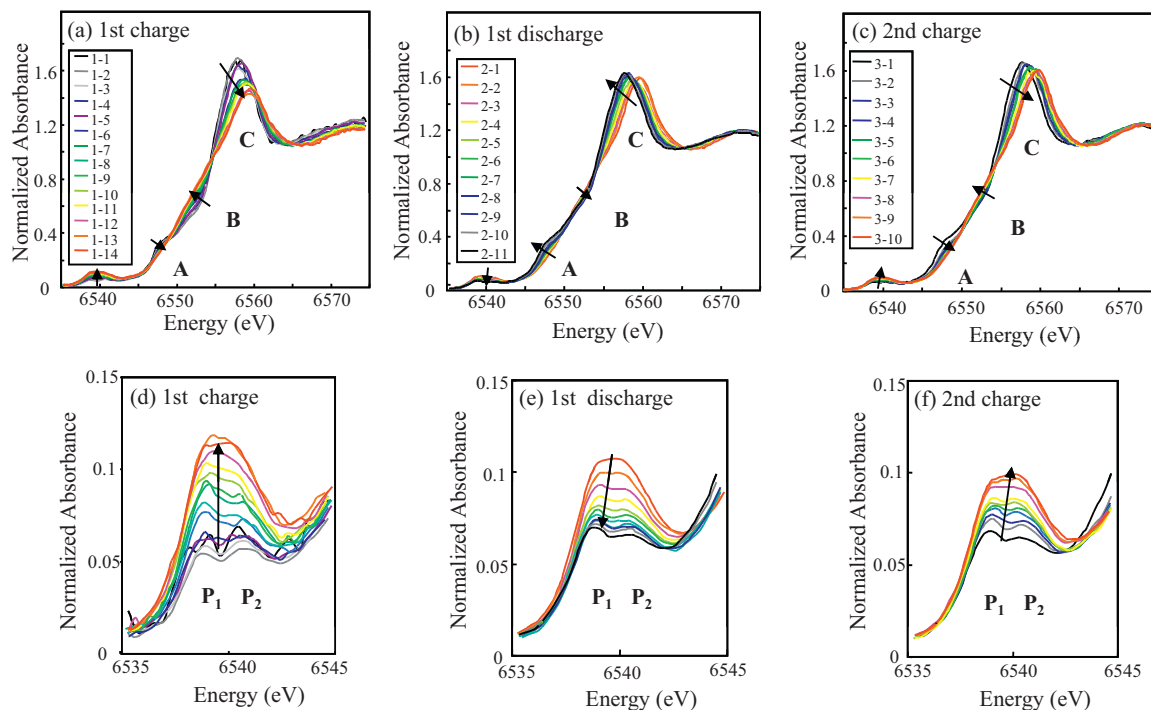 (a) 1st charge
1-1
1-2
1-3
1-4
1-5
1-6
1-7
1-8
1-9
1-10
1-11
1-12
1-13
1-14
Normalized Absorbance
1.6
1.2
0.8
0.4
0
C
B
A
6540 6550 6560 6570
Energy (eV)
(b) 1st discharge
2-1
2-2
2-3
2-4
2-5
2-6
2-7
2-8
2-9
2-10
2-11
Normalized Absorbance
1.6
1.2
0.8
0.4
0
C
B
A
6540 6550 6560 6570
Energy (eV)
(c) 2nd charge
3-1
3-2
3-3
3-4
3-5
3-6
3-7
3-8
3-9
3-10
Normalized Absorbance
1.6
1.2
0.8
0.4
0
C
B
A
6540 6550 6560 6570
Energy (eV)
(d) 1st charge
Normalized Absorbance
0.15
0.1
0.05
0
P1 P2
6535 6540 6545
Energy (eV)
(e) 1st discharge
Normalized Absorbance
0.15
0.1
0.05
0
P1 P2
6535 6540 6545
Energy (eV)
(f) 2nd charge
Normalized Absorbance
0.15
0.1
0.05
0
P1 P2
6535 6540 6545
Energy (eV)